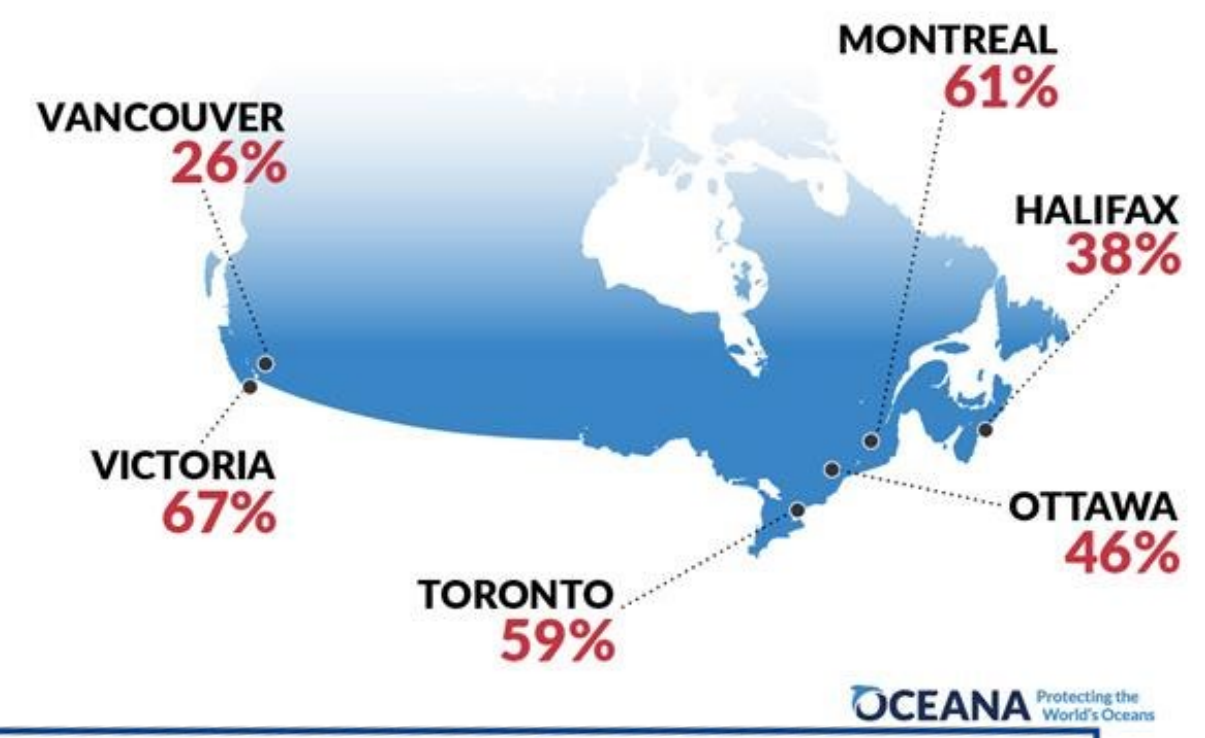 MONTREAL
61%
VANCOUVER
26%
HALIFAX
38%
VICTORIA
67%
OTTAWA
46%
TORONTO
59%
OCEANA Protecting the
World's Oceans